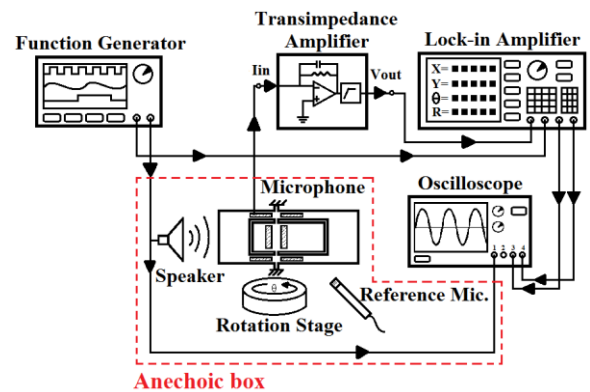 Transimpedance
Amplifier
Function Generator
Lock-in Amplifier
Iin
Vout
X=
Y=
θ=
R=
Microphone
Oscilloscope
1 2 3 4
Speaker
θ
Reference Mic.
Rotation Stage
Anechoic box